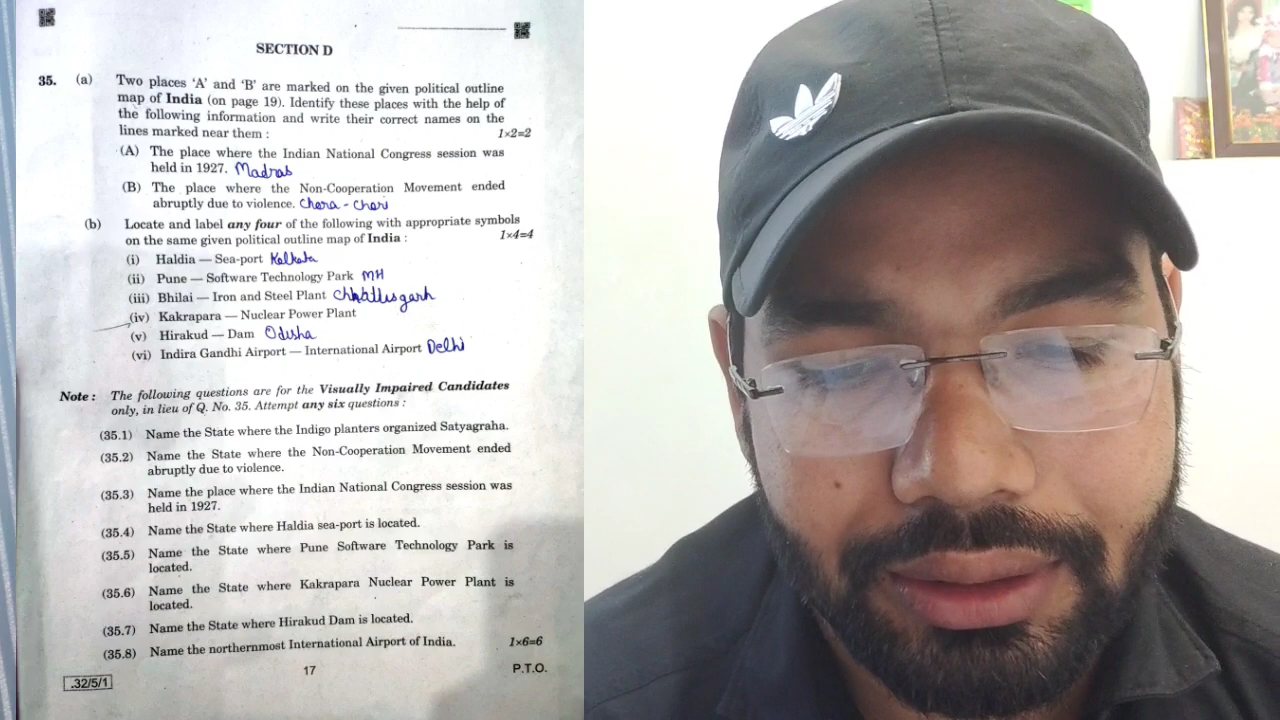 SECTION D
35. (a) Two places 'A' and 'B' are marked on the given political outline
map of India (on page 19). Identify these places with the help of
the following information and write their correct names on the
lines marked near them : 1×2=2
(A) The place where the Indian National Congress session was
held in 1927. Madras
(B) The place where the Non-Cooperation Movement ended
abruptly due to violence. Chora - Chori
(b) Locate and label any four of the following with appropriate symbols
on the same given political outline map of India : 1×4=4
(i) Haldia — Sea-port Kolkata
(ii) Pune — Software Technology Park MH
(iii) Bhilai — Iron and Steel Plant Chhattisgarh
(iv) Kakrapara — Nuclear Power Plant
(v) Hirakud — Dam Odisha
(vi) Indira Gandhi Airport — International Airport Delhi
Note : The following questions are for the Visually Impaired Candidates
only, in lieu of Q. No. 35. Attempt any six questions :
(35.1) Name the State where the Indigo planters organized Satyagraha.
(35.2) Name the State where the Non-Cooperation Movement ended
abruptly due to violence.
(35.3) Name the place where the Indian National Congress session was
held in 1927.
(35.4) Name the State where Haldia sea-port is located.
(35.5) Name the State where Pune Software Technology Park is
located.
(35.6) Name the State where Kakrapara Nuclear Power Plant is
located.
(35.7) Name the State where Hirakud Dam is located.
(35.8) Name the northernmost International Airport of India. 1×6=6
.32/5/1 17 P.T.O.